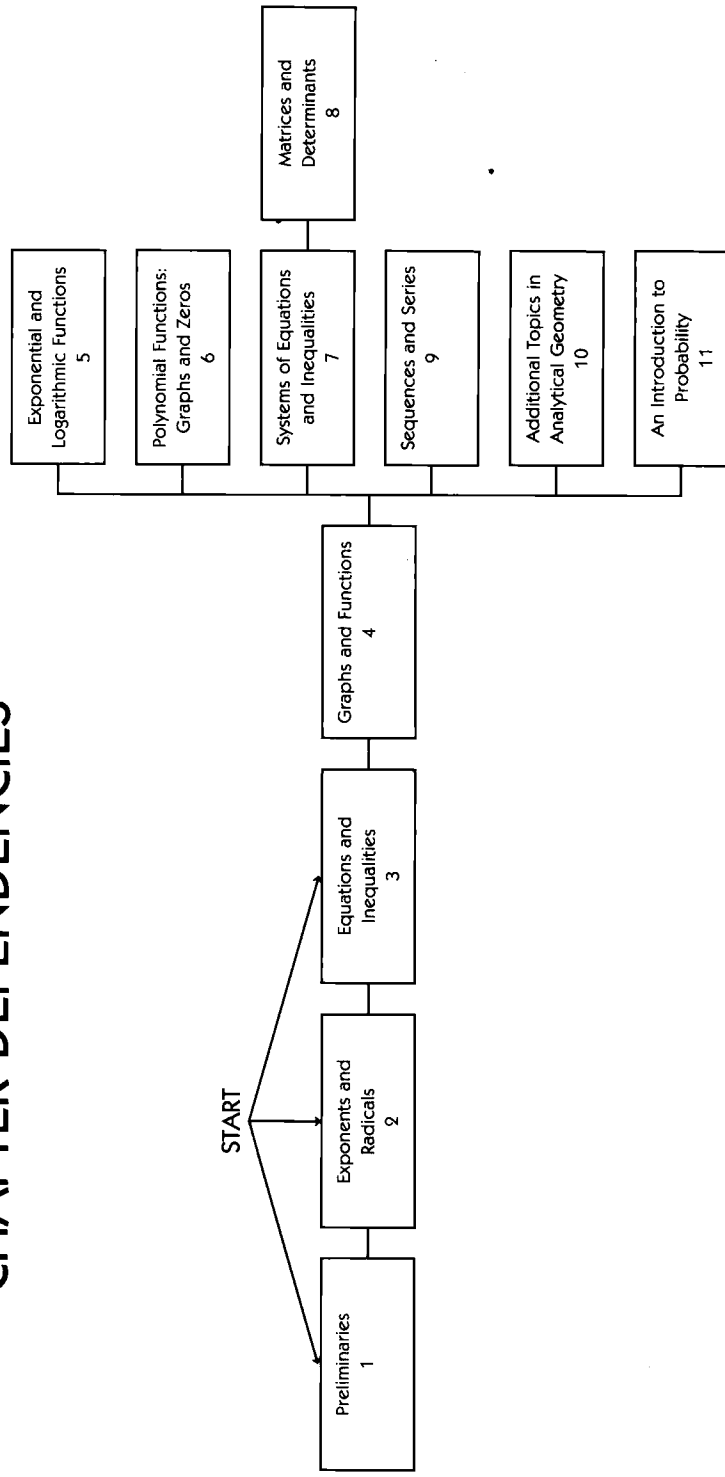 CHAPTER DEPENDENCIES
START
Preliminaries
1
Exponents and
Radicals
2
Equations and
Inequalities
3
Graphs and Functions
4
Exponential and
Logarithmic Functions
5
Polynomial Functions:
Graphs and Zeros
6
Systems of Equations
and Inequalities
7
Matrices and
Determinants
8
Sequences and Series
9
Additional Topics in
Analytical Geometry
10
An Introduction to
Probability
11